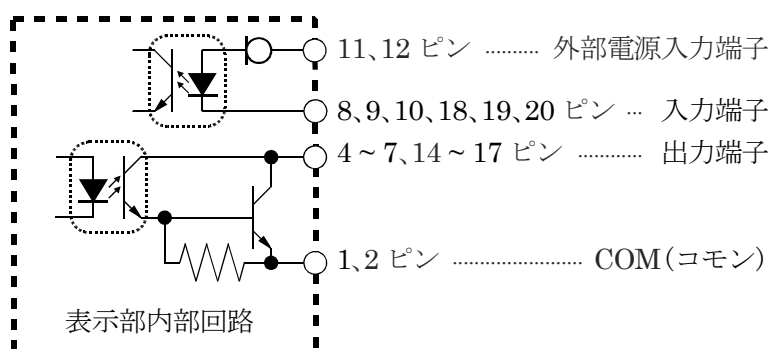 11、12 ピン ·········· 外部電源入力端子
8、9、10、18、19、20 ピン ··· 入力端子
4 ~ 7、14 ~ 17 ピン ············ 出力端子
1、2 ピン ························ COM(コモン)
表示部内部回路